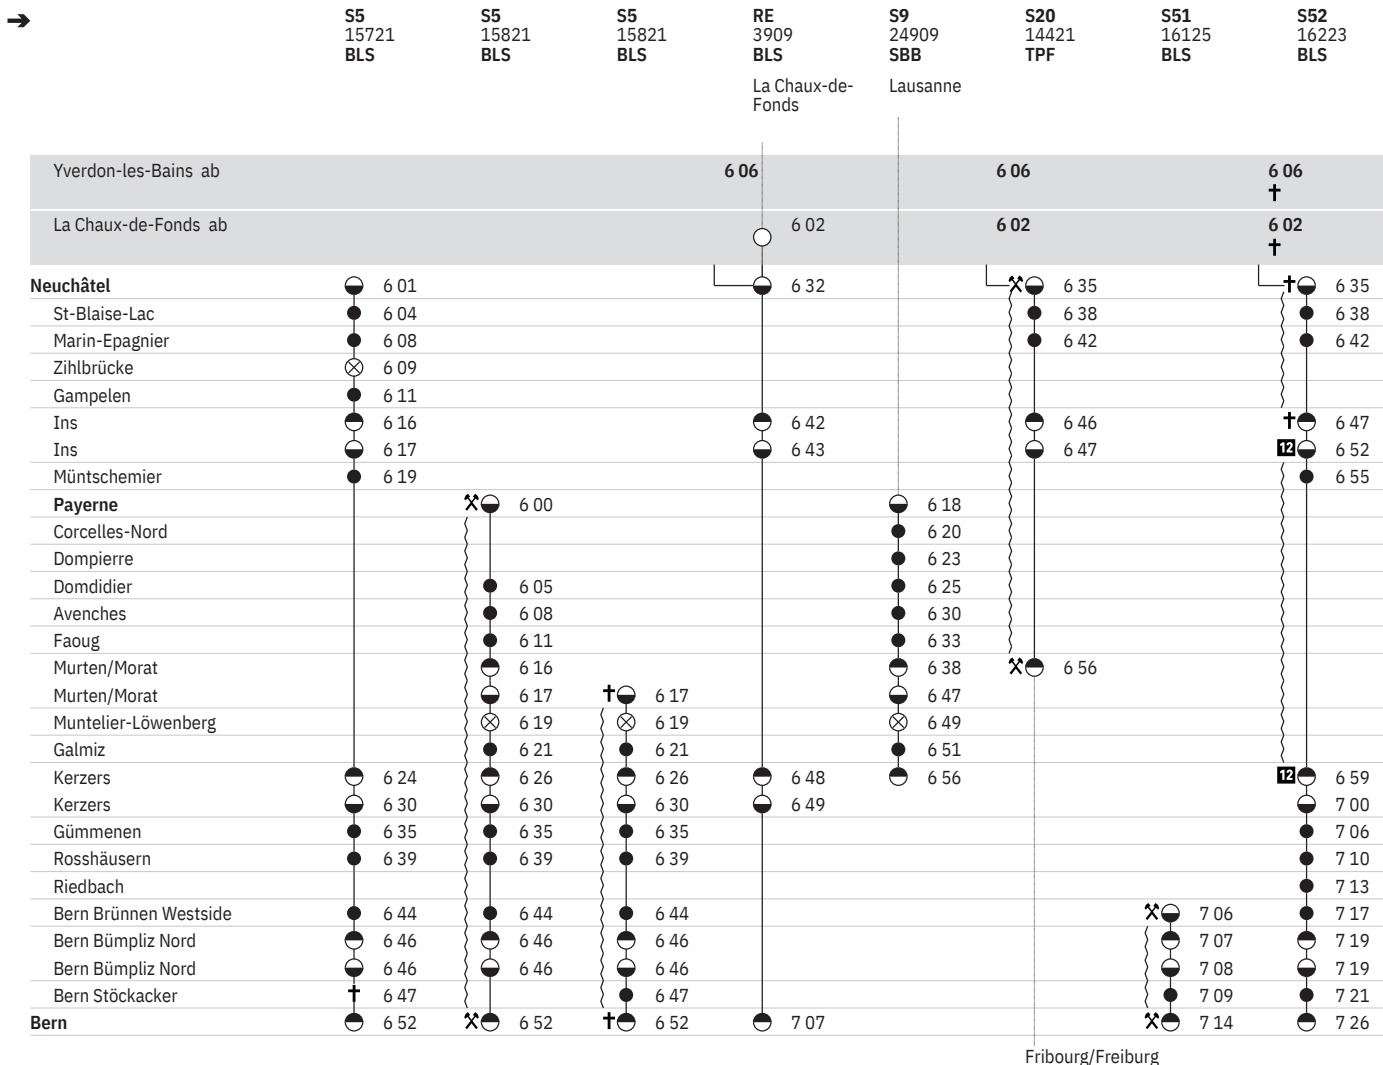 ➔ S5 S5 S5 RE S9 S20 S51 S52
15721 15821 15821 3909 24909 14421 16125 16223
BLS BLS BLS BLS SBB TPF BLS BLS
La Chaux-de- Lausanne
Fonds
Yverdon-les-Bains ab 6 06 6 06 6 06
✝
La Chaux-de-Fonds ab 6 02 6 02 6 02
✝
Neuchâtel 6 01 6 32 ⚒ 6 35 ✝ 6 35
St-Blaise-Lac 6 04 6 38 6 38
Marin-Epagnier 6 08 6 42 6 42
Zihlbrücke 6 09
Gampelen 6 11
Ins 6 16 6 42 6 46 ✝ 6 47
Ins 6 17 6 43 6 47 12 6 52
Müntschemier 6 19 6 55
Payerne ⚒ 6 00 6 18
Corcelles-Nord 6 20
Dompierre 6 23
Domdidier 6 05 6 25
Avenches 6 08 6 30
Faoug 6 11 6 33
Murten/Morat 6 16 6 38 ⚒ 6 56
Murten/Morat 6 17 ✝ 6 17 6 47
Muntelier-Löwenberg 6 19 6 19 6 49
Galmiz 6 21 6 21 6 51
Kerzers 6 24 6 26 6 26 6 48 6 56 12 6 59
Kerzers 6 30 6 30 6 30 6 49 7 00
Gümmenen 6 35 6 35 6 35 7 06
Rosshäusern 6 39 6 39 6 39 7 10
Riedbach 7 13
Bern Brünnen Westside 6 44 6 44 6 44 ⚒ 7 06 7 17
Bern Bümpliz Nord 6 46 6 46 6 46 7 07 7 19
Bern Bümpliz Nord 6 46 6 46 6 46 7 08 7 19
Bern Stöckacker ✝ 6 47 6 47 7 09 7 21
Bern 6 52 ⚒ 6 52 ✝ 6 52 7 07 ⚒ 7 14 7 26
Fribourg/Freiburg